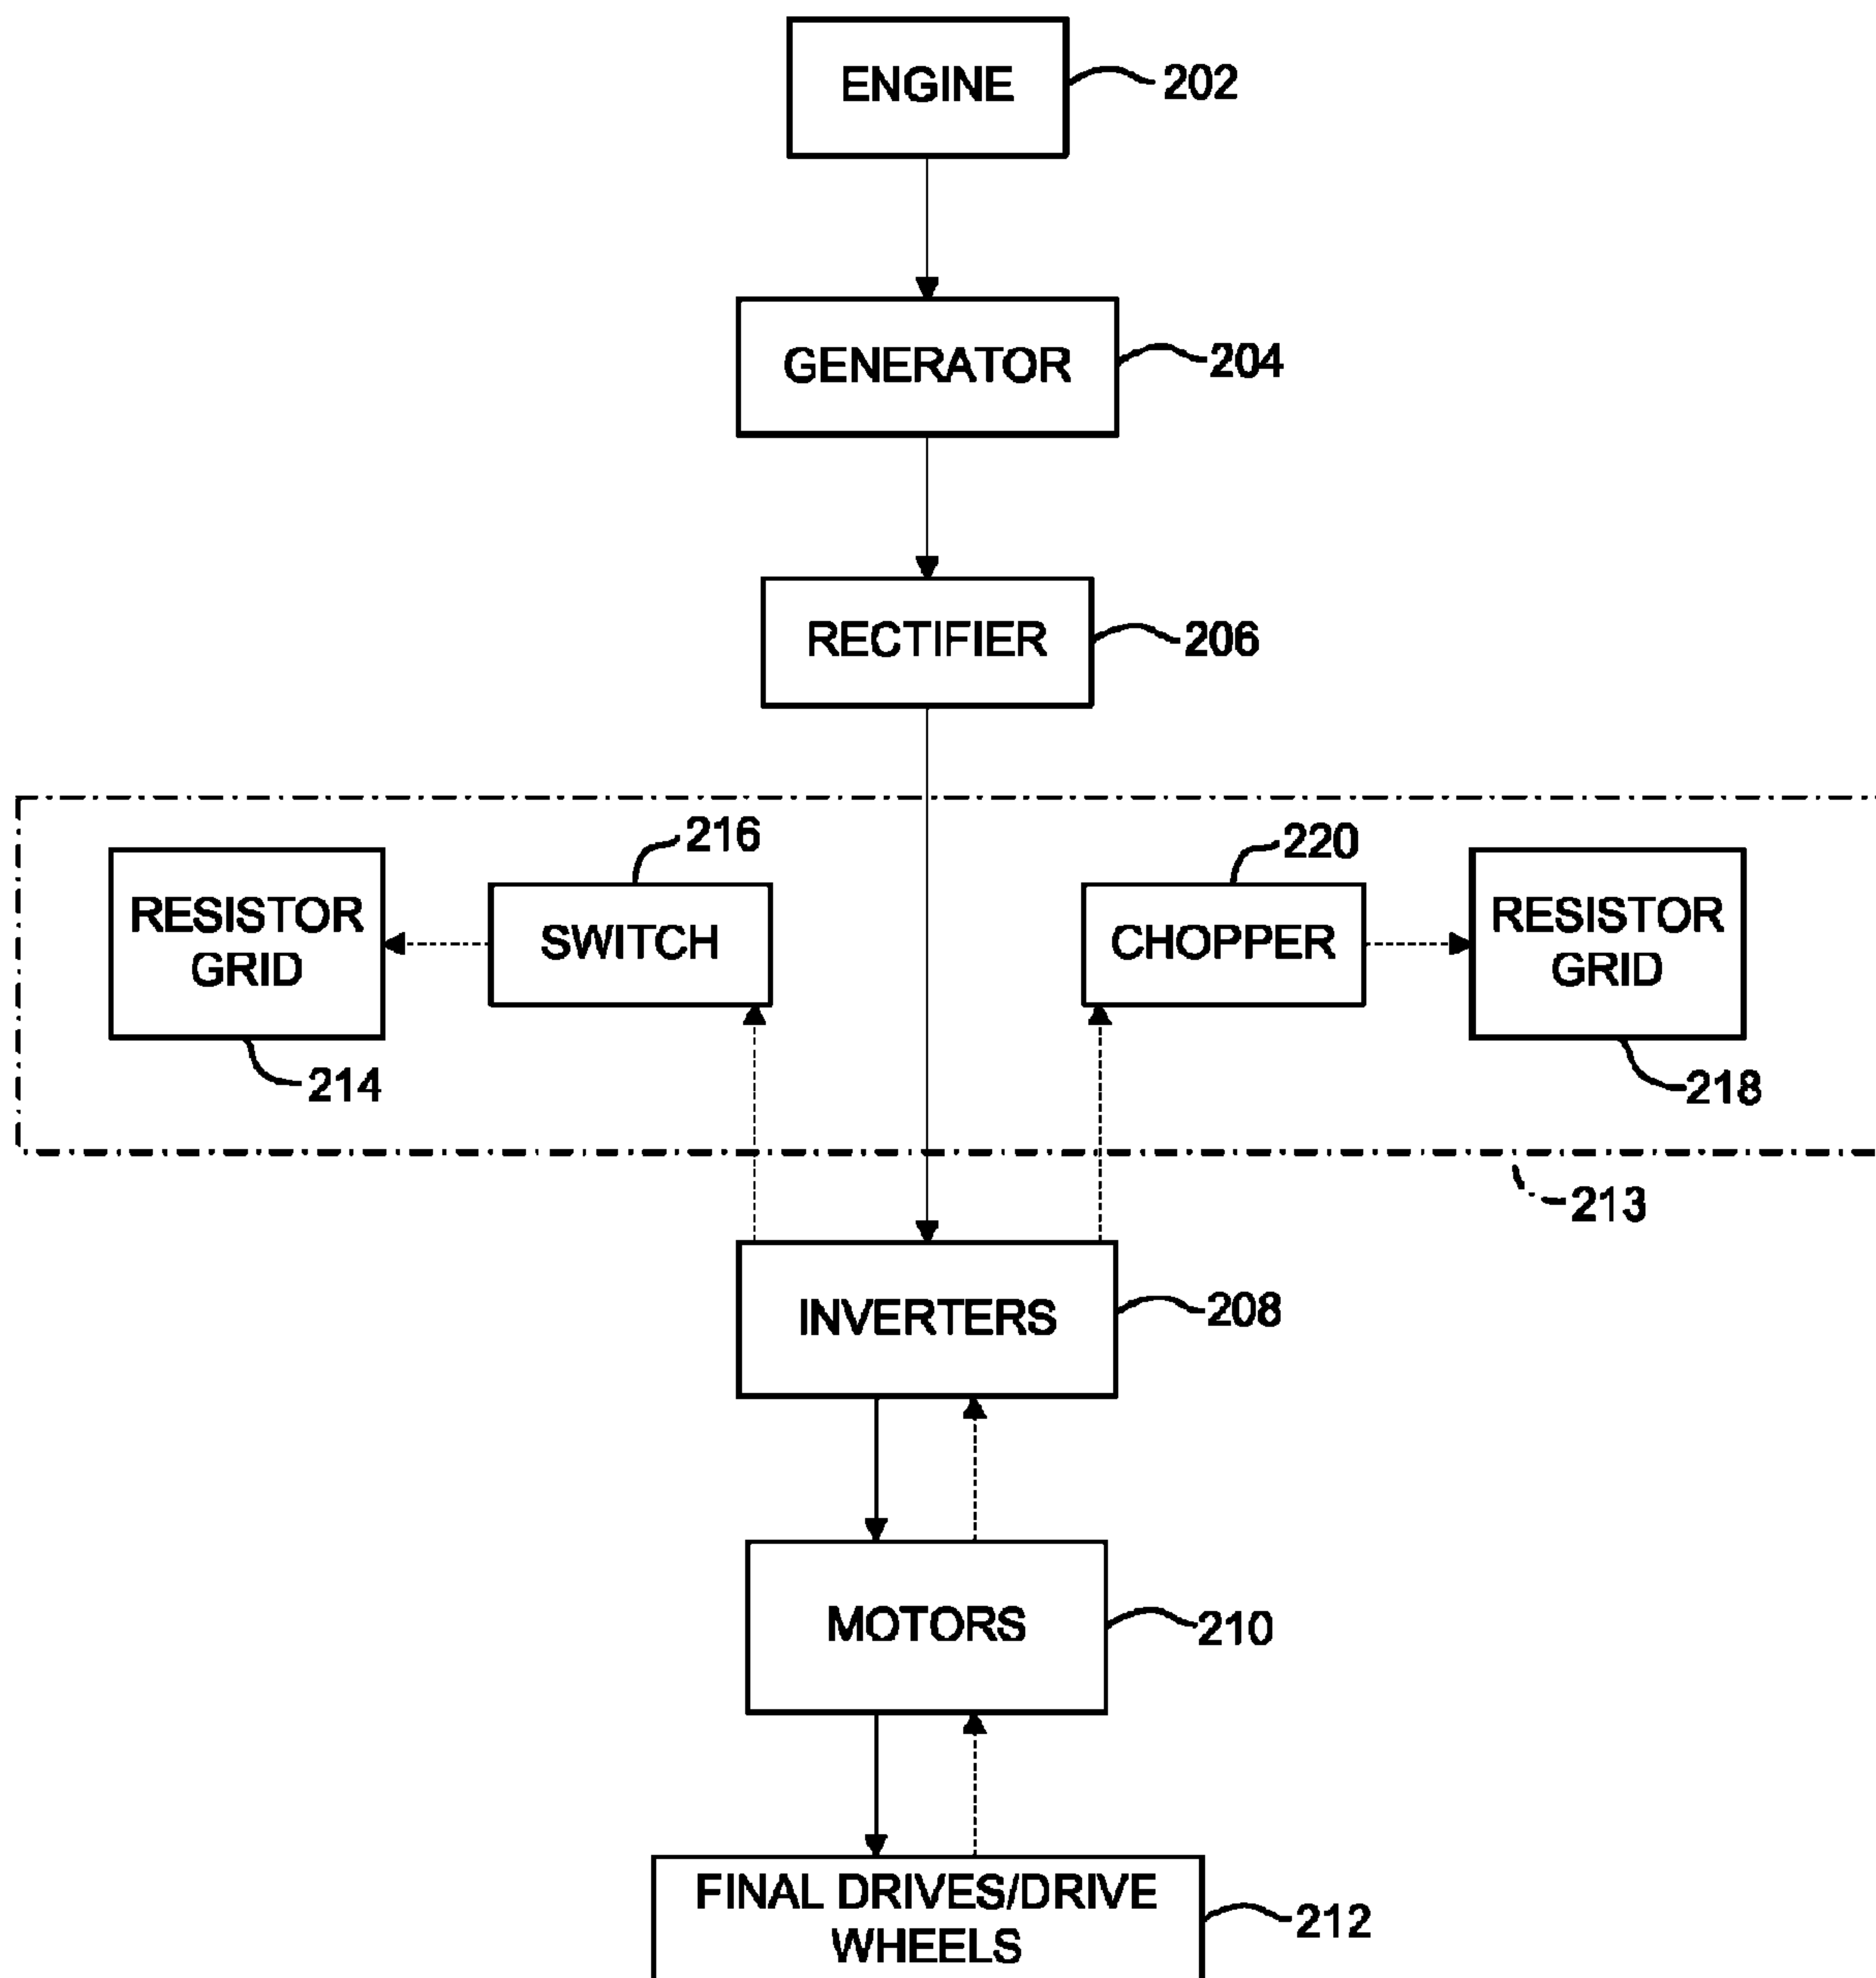 ENGINE
202
GENERATOR
204
RECTIFIER
206
216
220
RESISTOR
GRID
SWITCH
CHOPPER
RESISTOR
GRID
214
218
213
INVERTERS
208
MOTORS
210
FINAL DRIVES/DRIVE
WHEELS
212